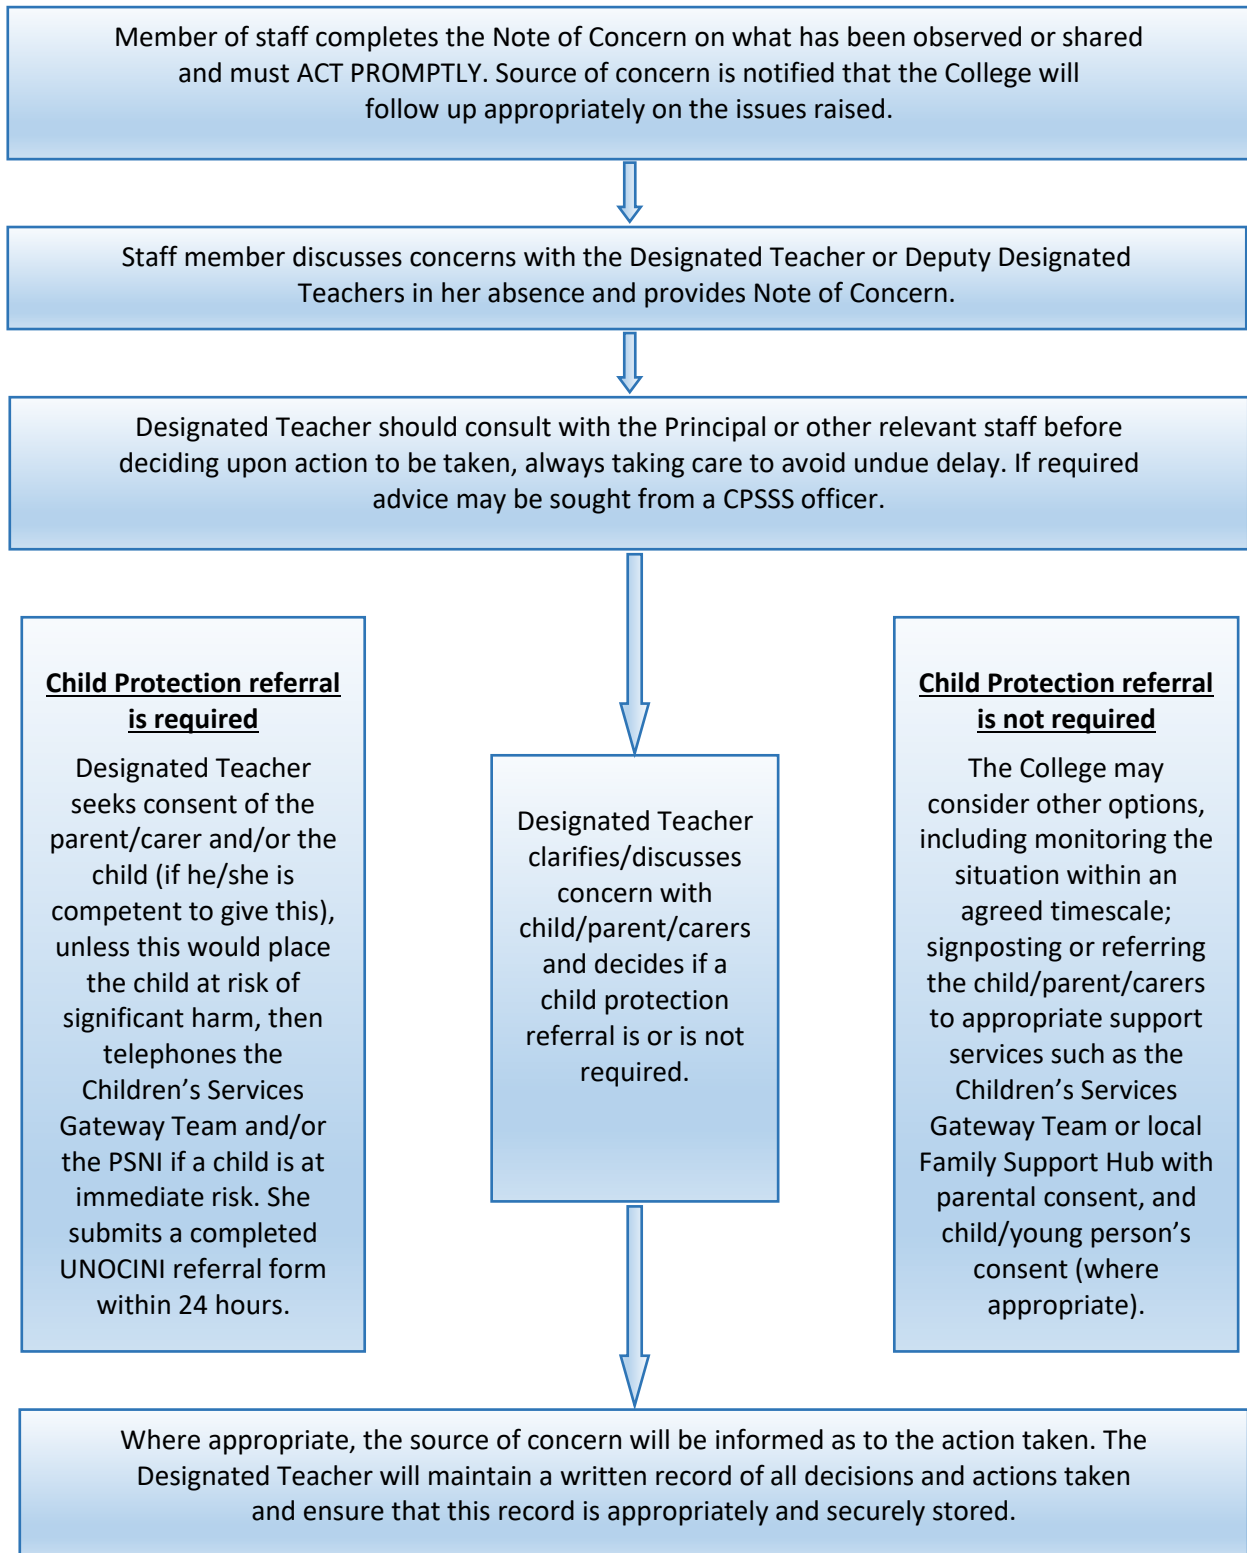 Member of staff completes the Note of Concern on what has been observed or shared
and must ACT PROMPTLY. Source of concern is notified that the College will
follow up appropriately on the issues raised.
Staff member discusses concerns with the Designated Teacher or Deputy Designated
Teachers in her absence and provides Note of Concern.
Designated Teacher should consult with the Principal or other relevant staff before
deciding upon action to be taken, always taking care to avoid undue delay. If required
advice may be sought from a CPSSS officer.
Child Protection referral
is required
Designated Teacher
seeks consent of the
parent/carer and/or the
child (if he/she is
competent to give this),
unless this would place
the child at risk of
significant harm, then
telephones the
Children’s Services
Gateway Team and/or
the PSNI if a child is at
immediate risk. She
submits a completed
UNOCINI referral form
within 24 hours.
Designated Teacher
clarifies/discusses
concern with
child/parent/carers
and decides if a
child protection
referral is or is not
required.
Child Protection referral
is not required
The College may
consider other options,
including monitoring the
situation within an
agreed timescale;
signposting or referring
the child/parent/carers
to appropriate support
services such as the
Children’s Services
Gateway Team or local
Family Support Hub with
parental consent, and
child/young person’s
consent (where
appropriate).
Where appropriate, the source of concern will be informed as to the action taken. The
Designated Teacher will maintain a written record of all decisions and actions taken
and ensure that this record is appropriately and securely stored.